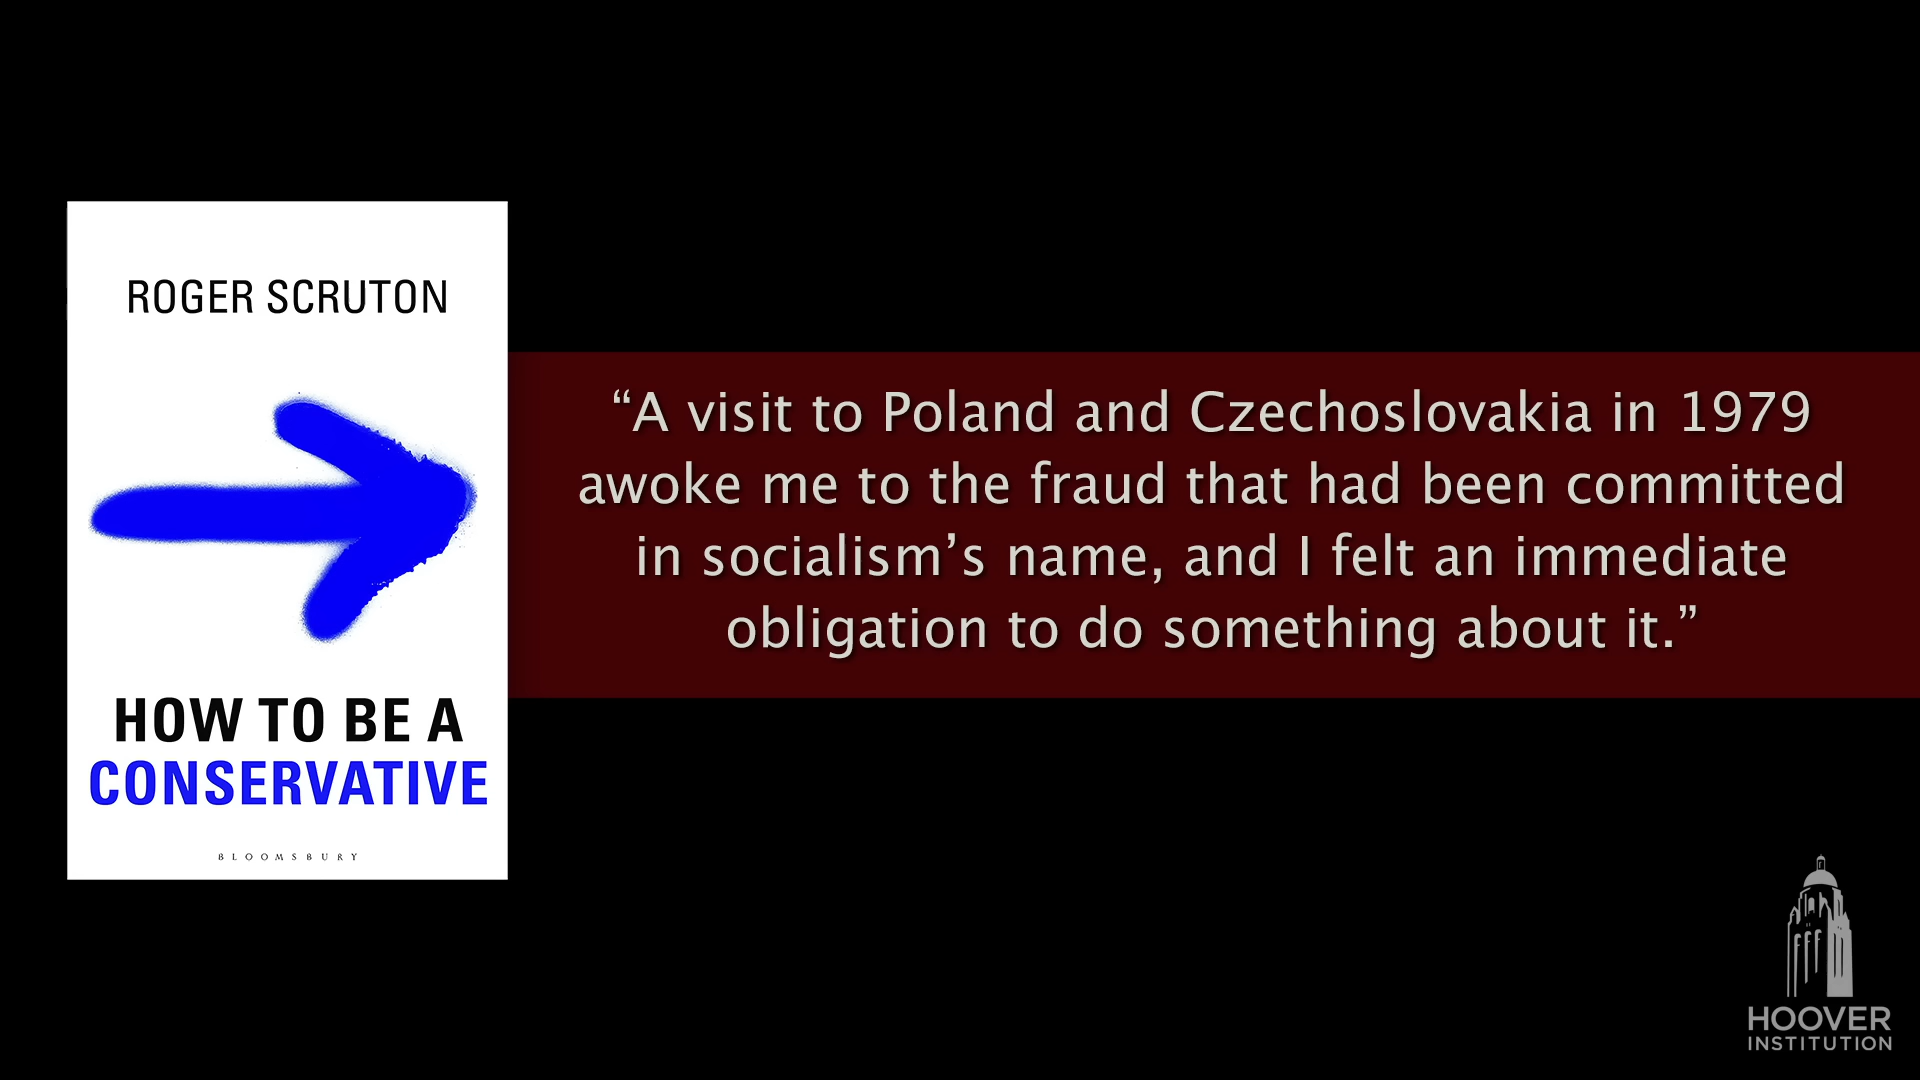 ROGER SCRUTON
HOW TO BE A
CONSERVATIVE
BLOOMSBURY
“A visit to Poland and Czechoslovakia in 1979
awoke me to the fraud that had been committed
in socialism’s name, and I felt an immediate
obligation to do something about it.”
HOOVER
INSTITUTION